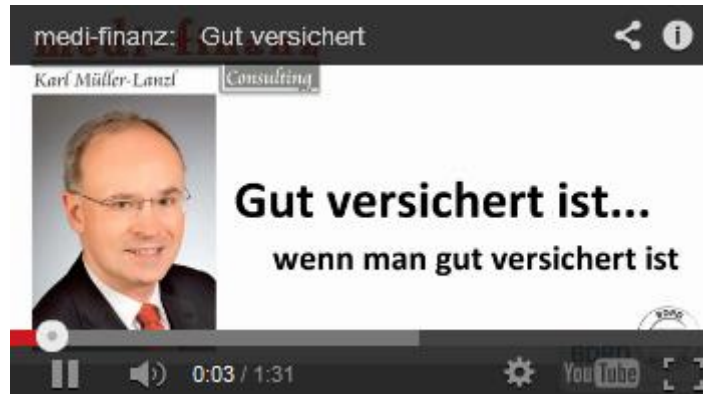 medi-finanz: Gut versichert
Karl Müller-Lanzl
Consulting
Gut versichert ist...
wenn man gut versichert ist
BDRD
0:03 / 1:31
YouTube